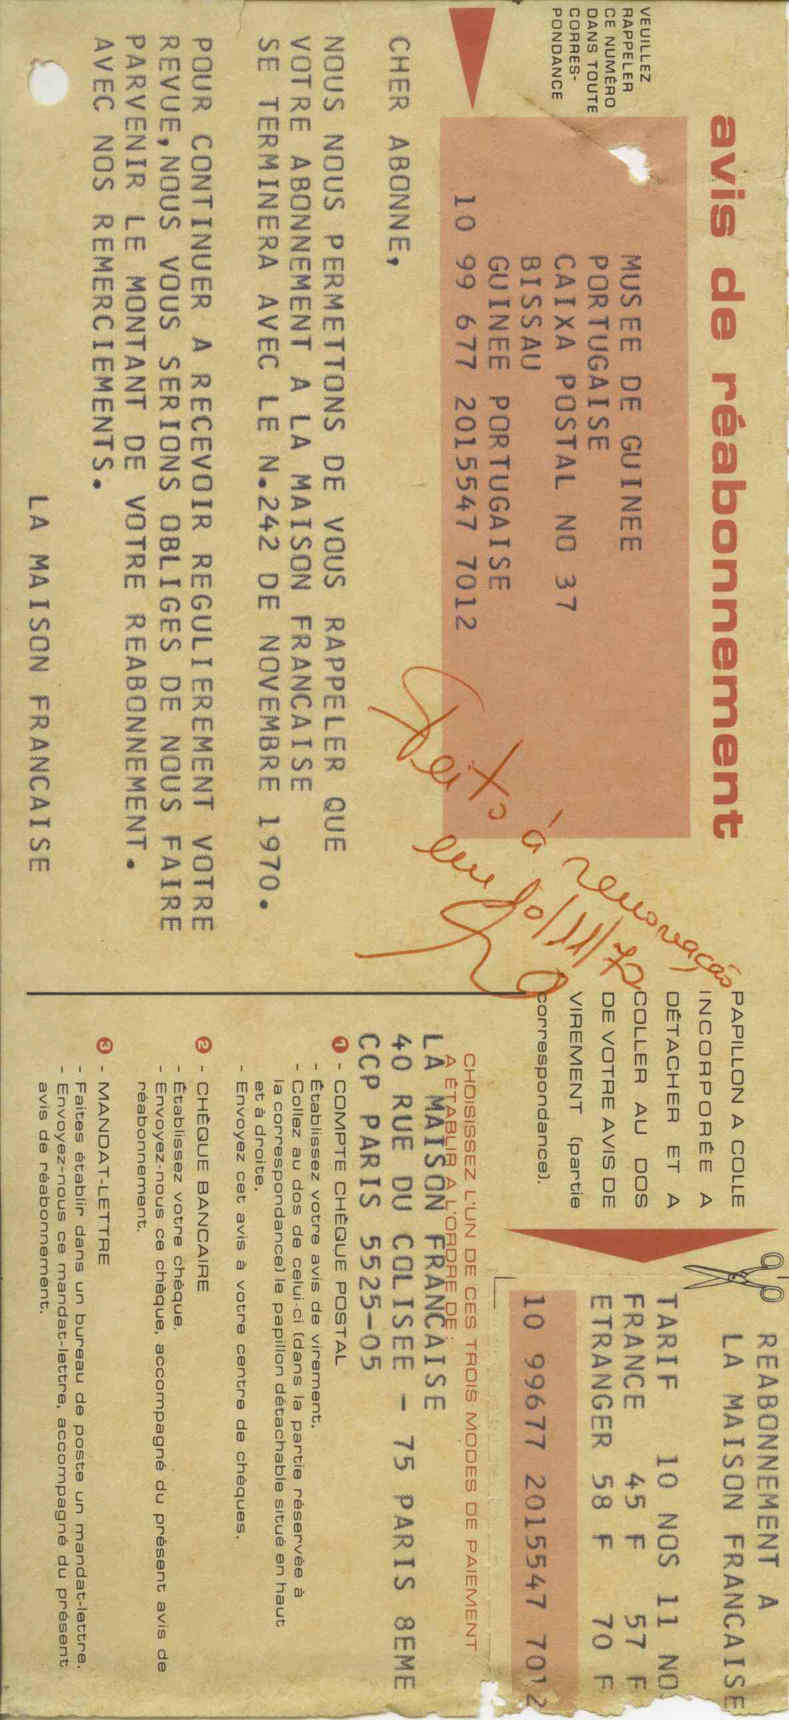 avis de réabonnement
VEUILLEZ
RAPPELER
CE NUMÉRO
DANS TOUTE
CORRES-
PONDANCE
MUSEE DE GUINEE
PORTUGAISE
CAIXA POSTAL NO 37
BISSAU
GUINEE PORTUGAISE
10 99 677 2015547 7012
CHER ABONNE,
NOUS NOUS PERMETTONS DE VOUS RAPPELER QUE
VOTRE ABONNEMENT A LA MAISON FRANCAISE
SE TERMINERA AVEC LE N.242 DE NOVEMBRE 1970.
POUR CONTINUER A RECEVOIR REGULIEREMENT VOTRE
REVUE,NOUS VOUS SERIONS OBLIGES DE NOUS FAIRE
PARVENIR LE MONTANT DE VOTRE REABONNEMENT.
AVEC NOS REMERCIEMENTS.
LA MAISON FRANCAISE
Feito à renovação
em 10/11/72
PAPILLON A COLLE
INCORPORÉE A
DÉTACHER ET A
COLLER AU DOS
DE VOTRE AVIS DE
VIREMENT (partie
correspondance).
REABONNEMENT A
LA MAISON FRANCAISE
TARIF 10 NOS 11 NO
FRANCE 45 F 57 F
ETRANGER 58 F 70 F
10 99677 2015547 7012
CHOISISSEZ L'UN DE CES TROIS MODES DE PAIEMENT
A ÉTABLIR A L'ORDRE DE :
LA MAISON FRANCAISE
40 RUE DU COLISEE - 75 PARIS 8EME
CCP PARIS 5525-05
1 - COMPTE CHÈQUE POSTAL
- Établissez votre avis de virement.
- Collez au dos de celui-ci (dans la partie réservée à
la correspondance) le papillon détachable situé en haut
et à droite.
- Envoyez cet avis à votre centre de chèques.
2 - CHÈQUE BANCAIRE
- Établissez votre chèque.
- Envoyez-nous ce chèque, accompagné du présent avis de
réabonnement.
3 - MANDAT-LETTRE
- Faites établir dans un bureau de poste un mandat-lettre.
- Envoyez-nous ce mandat-lettre, accompagné du présent
avis de réabonnement.